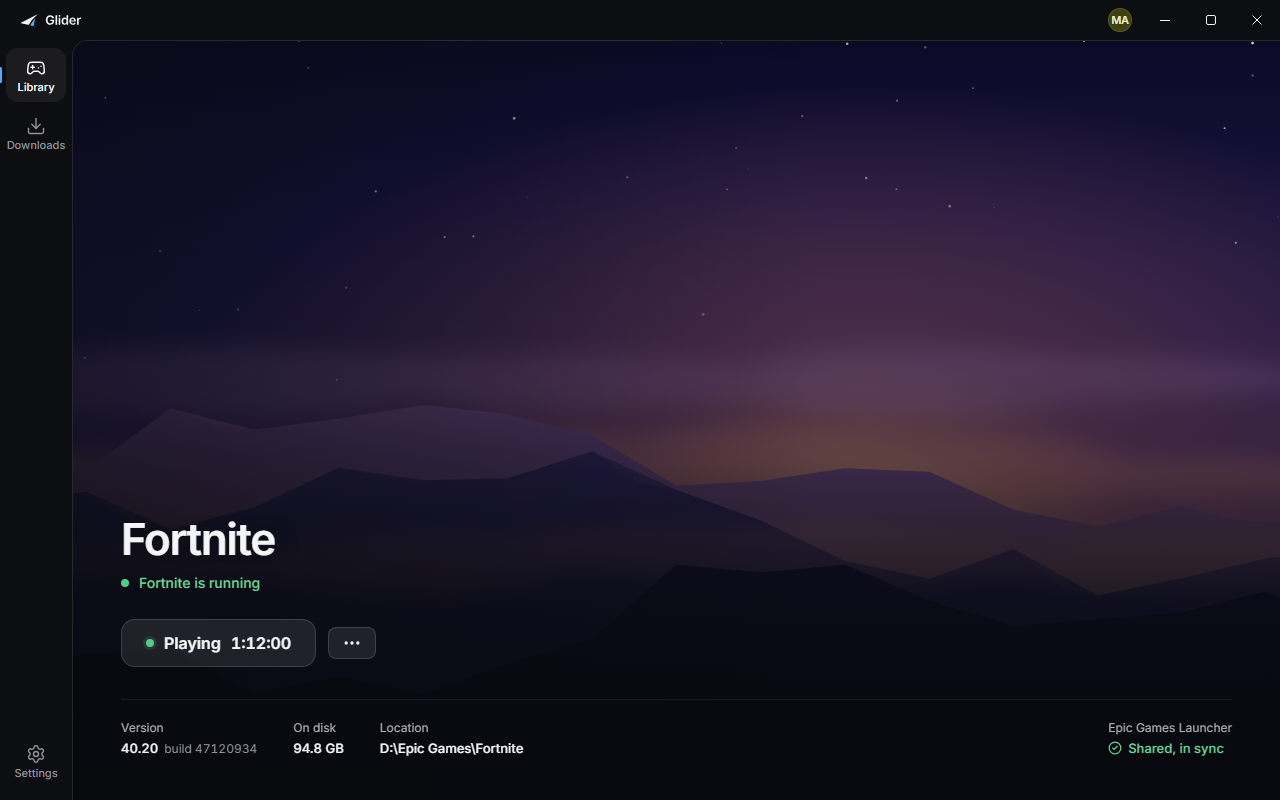 Glider
MA
Library
Downloads
Fortnite
Fortnite is running
Playing 1:12:00
Version
40.20 build 47120934
On disk
94.8 GB
Location
D:\Epic Games\Fortnite
Epic Games Launcher
Shared, in sync
Settings